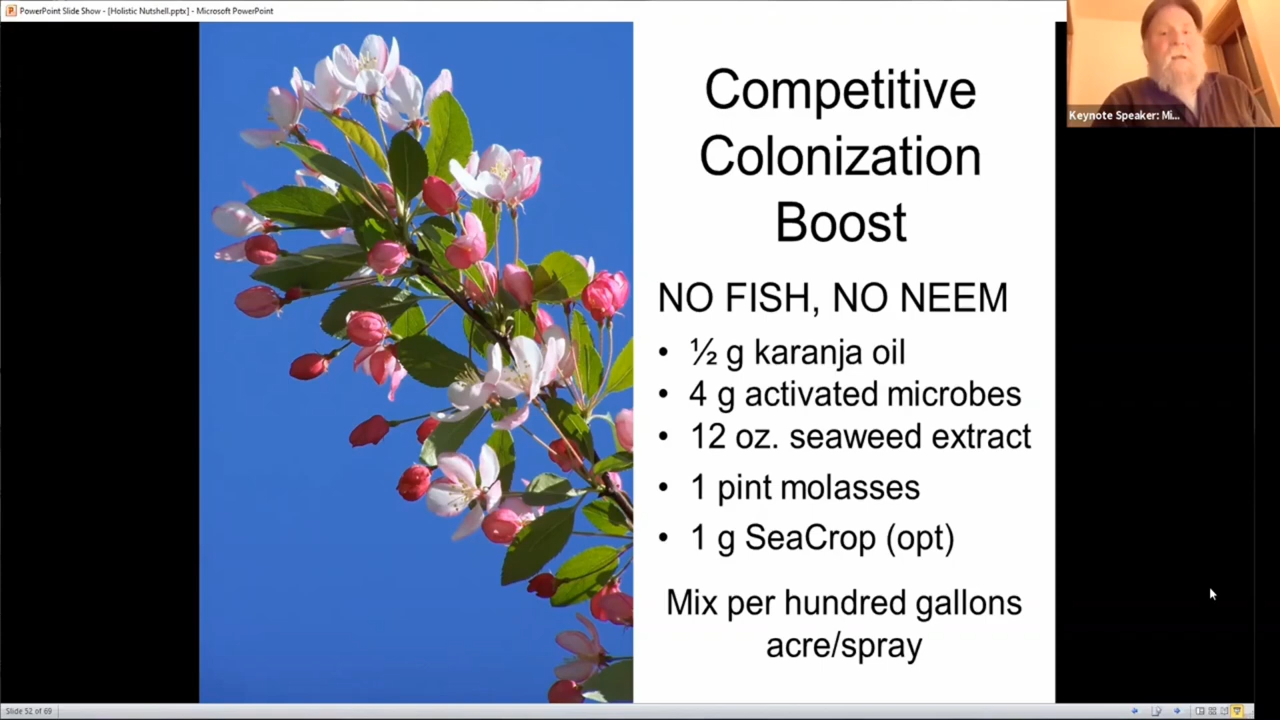 PowerPoint Slide Show - [Holistic Nutshell.pptx] - Microsoft PowerPoint
Keynote Speaker: Mi...
Competitive
Colonization
Boost
NO FISH, NO NEEM
• ½ g karanja oil
• 4 g activated microbes
• 12 oz. seaweed extract
• 1 pint molasses
• 1 g SeaCrop (opt)
Mix per hundred gallons
acre/spray
Slide 52 of 69